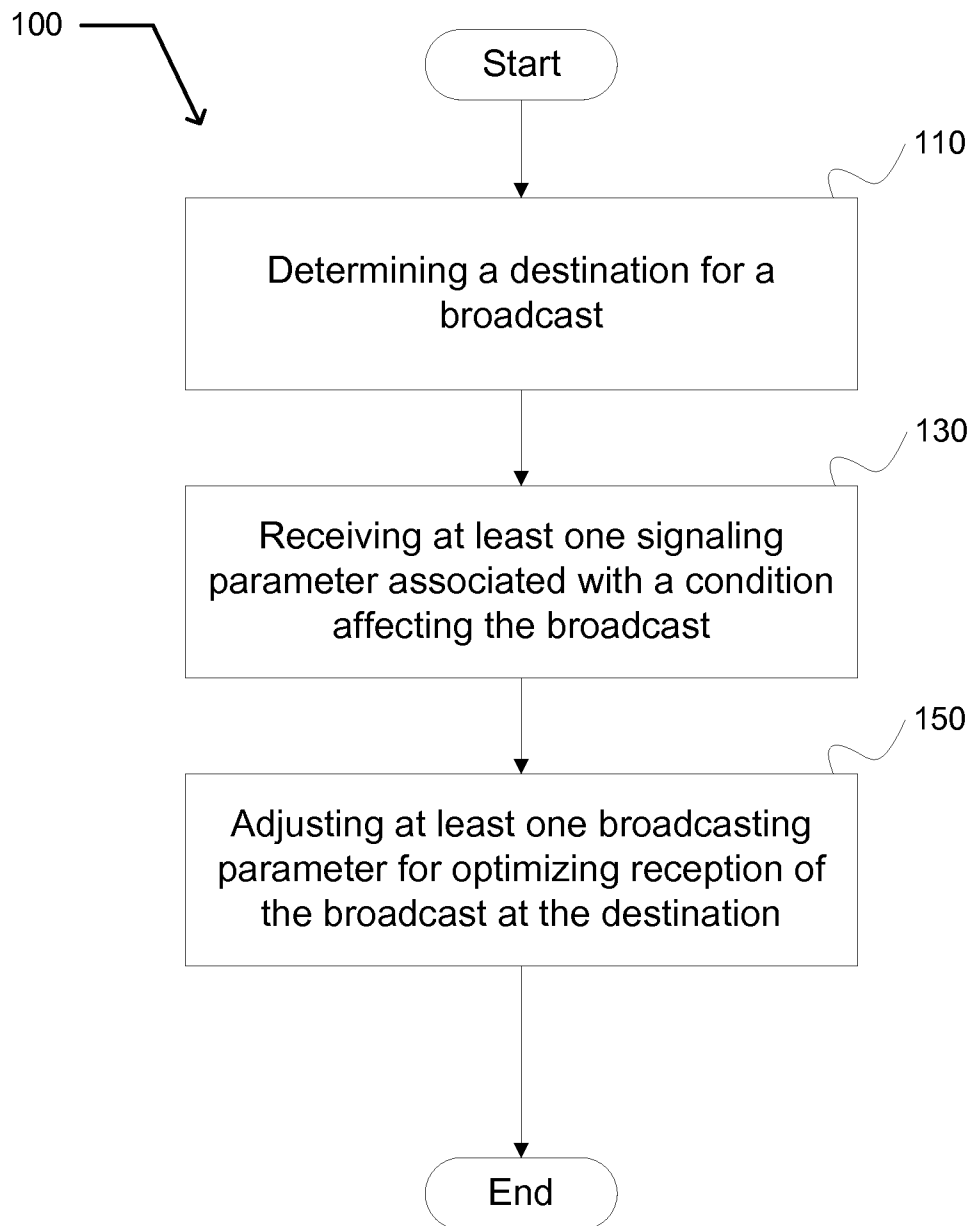 100
Start
110
Determining a destination for a
broadcast
130
Receiving at least one signaling
parameter associated with a condition
affecting the broadcast
150
Adjusting at least one broadcasting
parameter for optimizing reception of
the broadcast at the destination
End